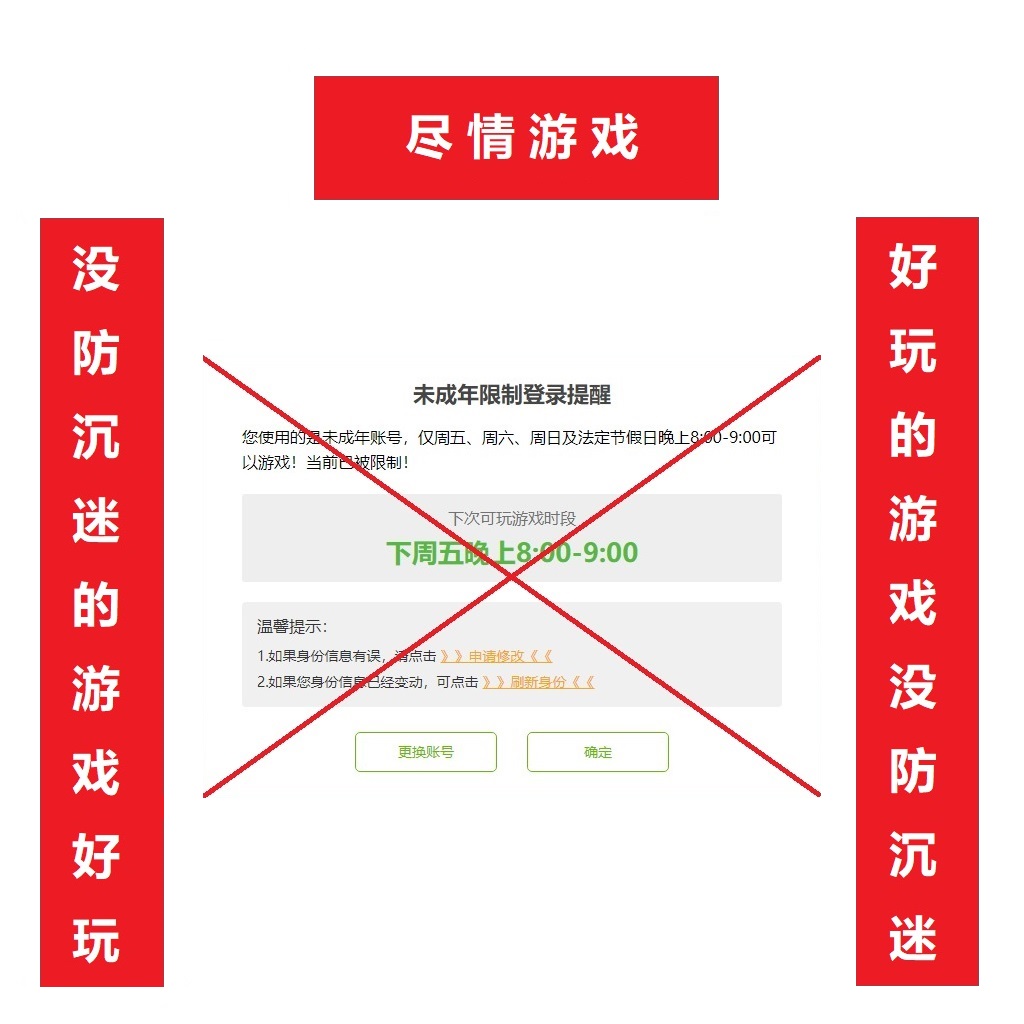 尽情游戏
没防沉迷的游戏好玩
好玩的游戏没防沉迷
未成年限制登录提醒
您使用的是未成年账号，仅周五、周六、周日及法定节假日晚上8:00-9:00可
以游戏！当前已被限制！
下次可玩游戏时段
下周五晚上8:00-9:00
温馨提示：
1.如果身份信息有误，请点击 》》申请修改《《
2.如果您身份信息已经变动，可点击 》》刷新身份《《
更换账号
确定